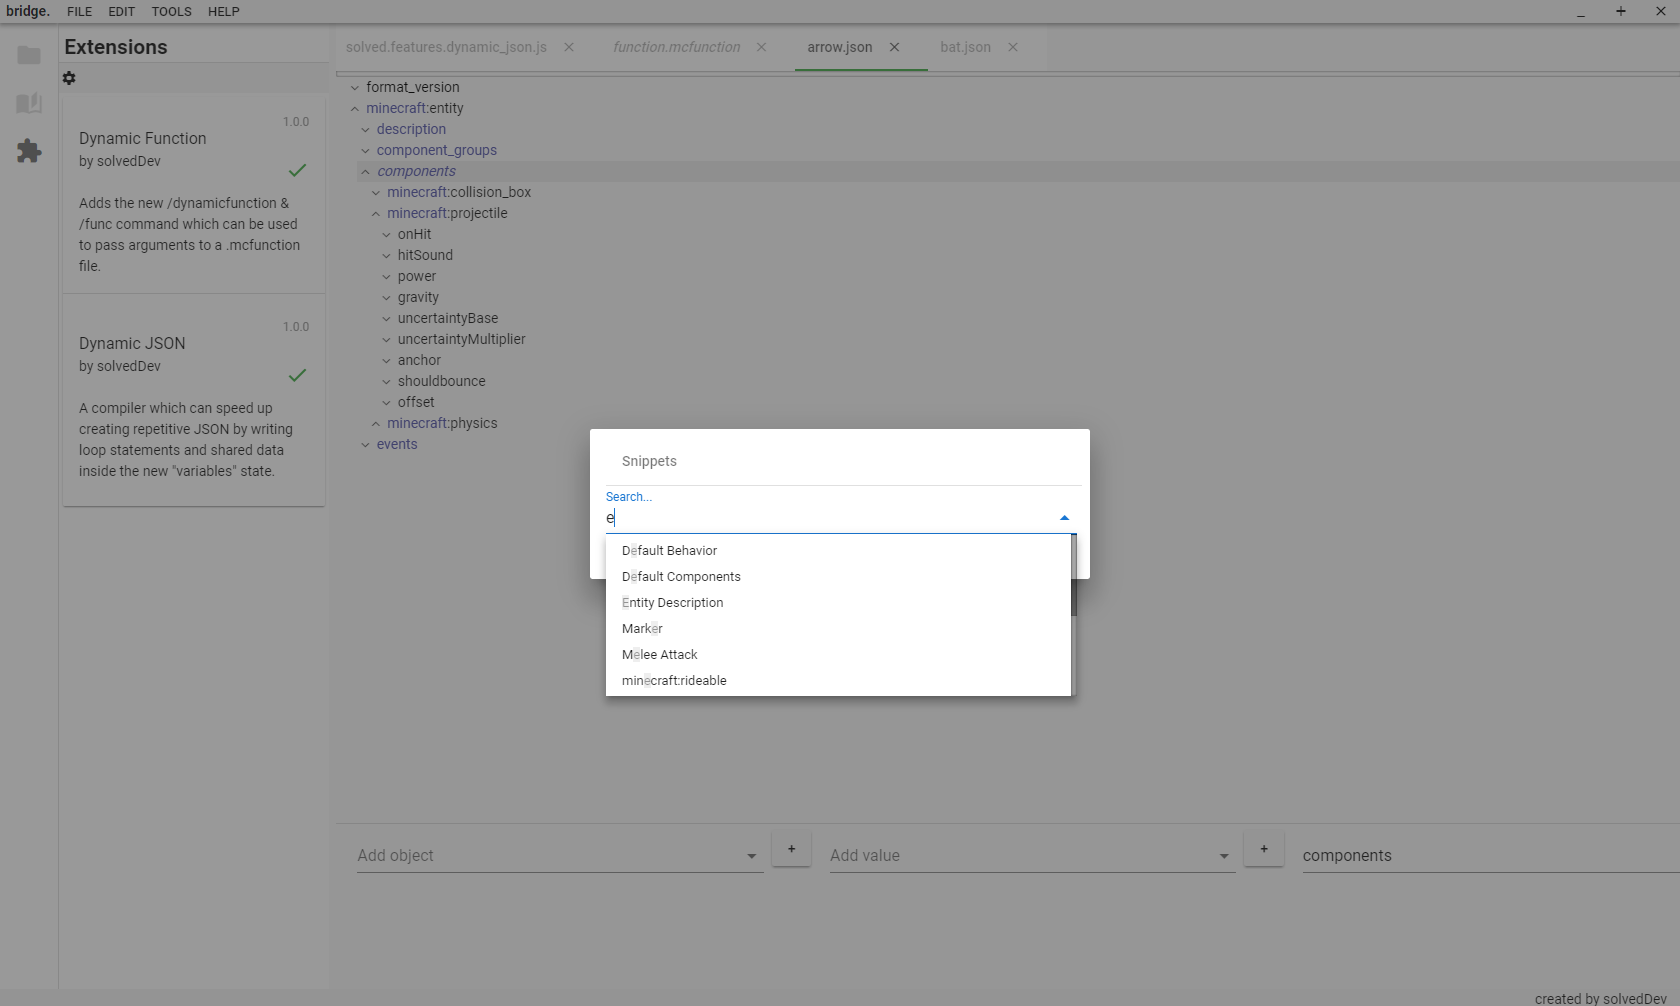 bridge. FILE EDIT TOOLS HELP
Extensions
solved.features.dynamic_json.js
function.mcfunction
arrow.json
bat.json
1.0.0
Dynamic Function
by solvedDev
Adds the new /dynamicfunction &
/func command which can be used
to pass arguments to a .mcfunction
file.
1.0.0
Dynamic JSON
by solvedDev
A compiler which can speed up
creating repetitive JSON by writing
loop statements and shared data
inside the new "variables" state.
format_version
minecraft:entity
description
component_groups
components
minecraft:collision_box
minecraft:projectile
onHit
hitSound
power
gravity
uncertaintyBase
uncertaintyMultiplier
anchor
shouldbounce
offset
minecraft:physics
events
Snippets
Search...
e
Default Behavior
Default Components
Entity Description
Marker
Melee Attack
minecraft:rideable
Add object
+
Add value
+
components
created by solvedDev